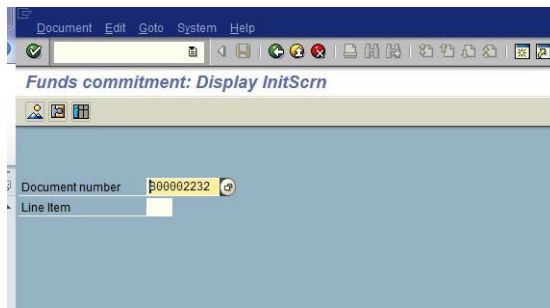 Document Edit Goto System Help
Funds commitment: Display InitScrn
Document number 300002232
Line Item